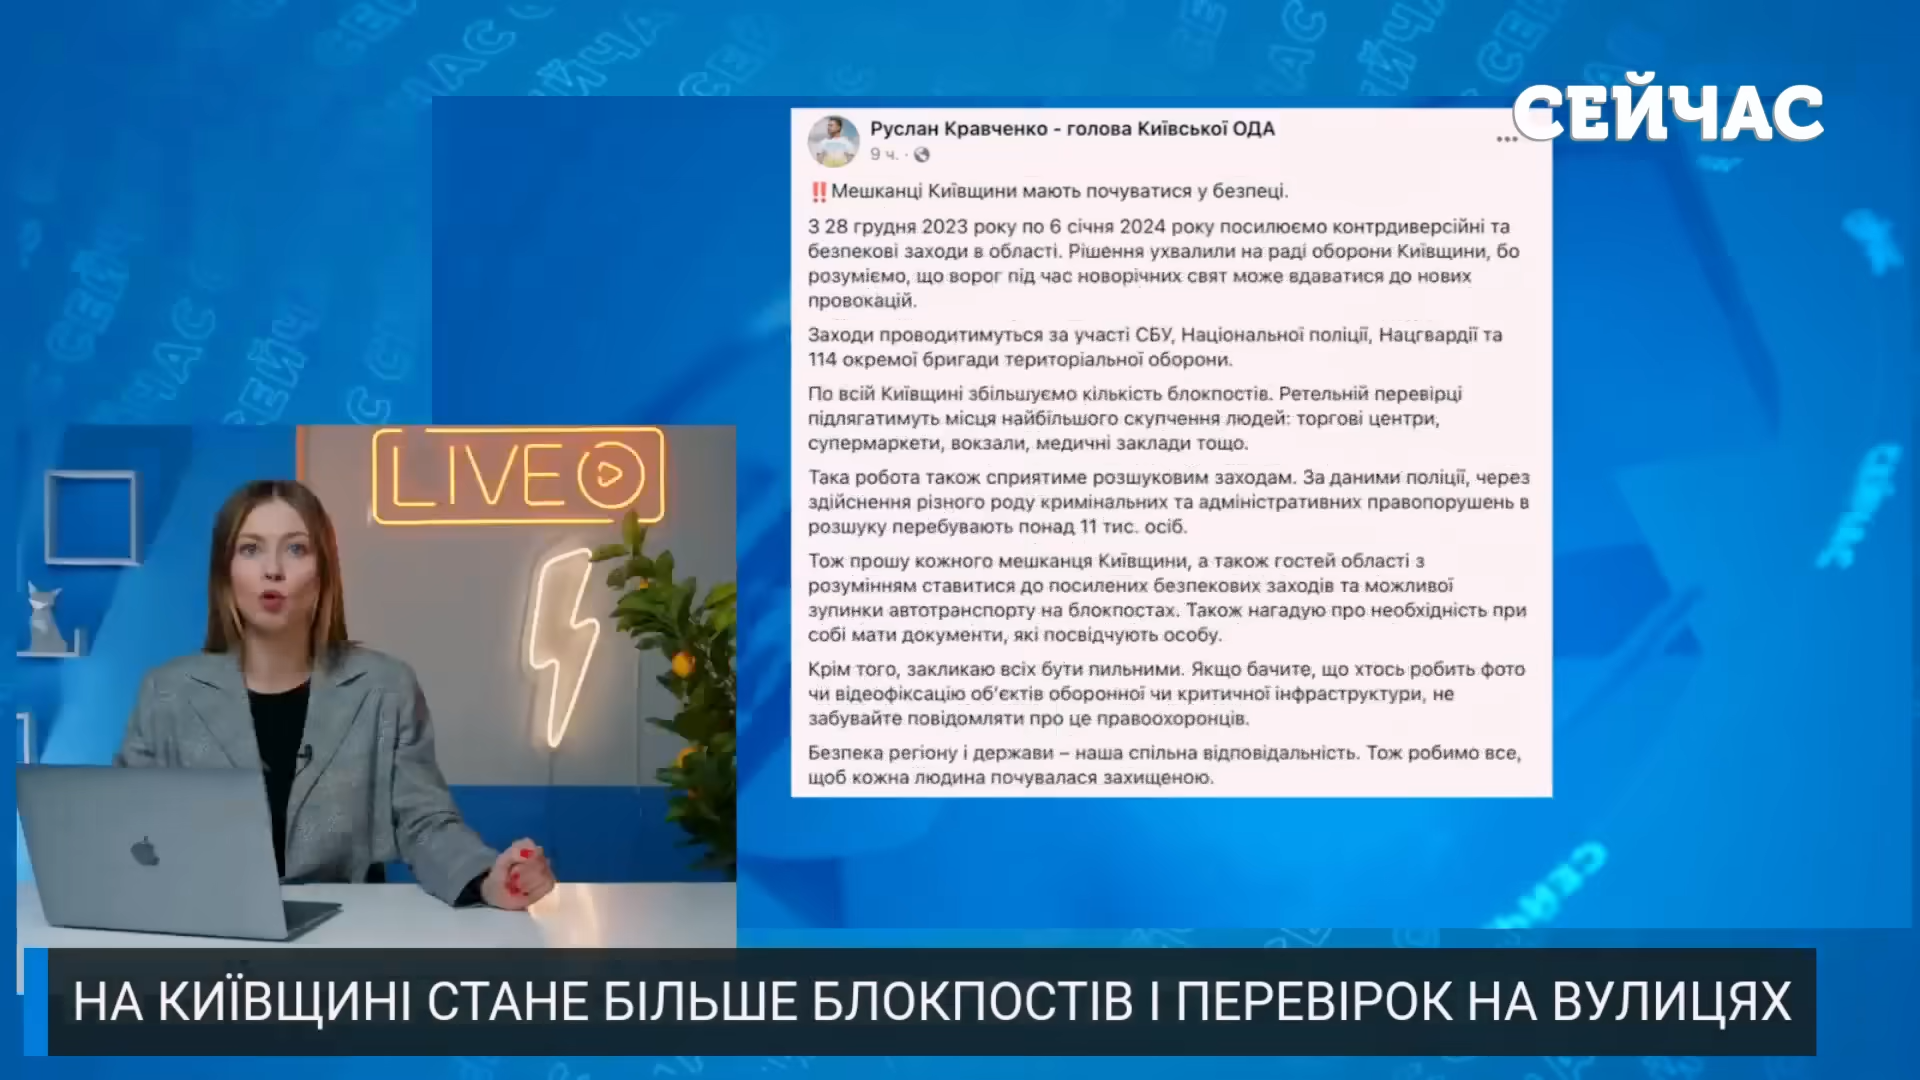 СЕЙЧАС
Руслан Кравченко - голова Київської ОДА
9 ч. ·
‼️Мешканці Київщини мають почуватися у безпеці.
З 28 грудня 2023 року по 6 січня 2024 року посилюємо контрдиверсійні та
безпекові заходи в області. Рішення ухвалили на раді оборони Київщини, бо
розуміємо, що ворог під час новорічних свят може вдаватися до нових
провокацій.
Заходи проводитимуться за участі СБУ, Національної поліції, Нацгвардії та
114 окремої бригади територіальної оборони.
По всій Київщині збільшуємо кількість блокпостів. Ретельній перевірці
підлягатимуть місця найбільшого скупчення людей: торгові центри,
супермаркети, вокзали, медичні заклади тощо.
Така робота також сприятиме розшуковим заходам. За даними поліції, через
здійснення різного роду кримінальних та адміністративних правопорушень в
розшуку перебувають понад 11 тис. осіб.
Тож прошу кожного мешканця Київщини, а також гостей області з
розумінням ставитися до посилених безпекових заходів та можливої
зупинки автотранспорту на блокпостах. Також нагадую про необхідність при
собі мати документи, які посвідчують особу.
Крім того, закликаю всіх бути пильними. Якщо бачите, що хтось робить фото
чи відеофіксацію об’єктів оборонної чи критичної інфраструктури, не
забувайте повідомляти про це правоохоронців.
Безпека регіону і держави – наша спільна відповідальність. Тож робимо все,
щоб кожна людина почувалася захищеною.
LIVE
НА КИЇВЩИНІ СТАНЕ БІЛЬШЕ БЛОКПОСТІВ І ПЕРЕВІРОК НА ВУЛИЦЯХ